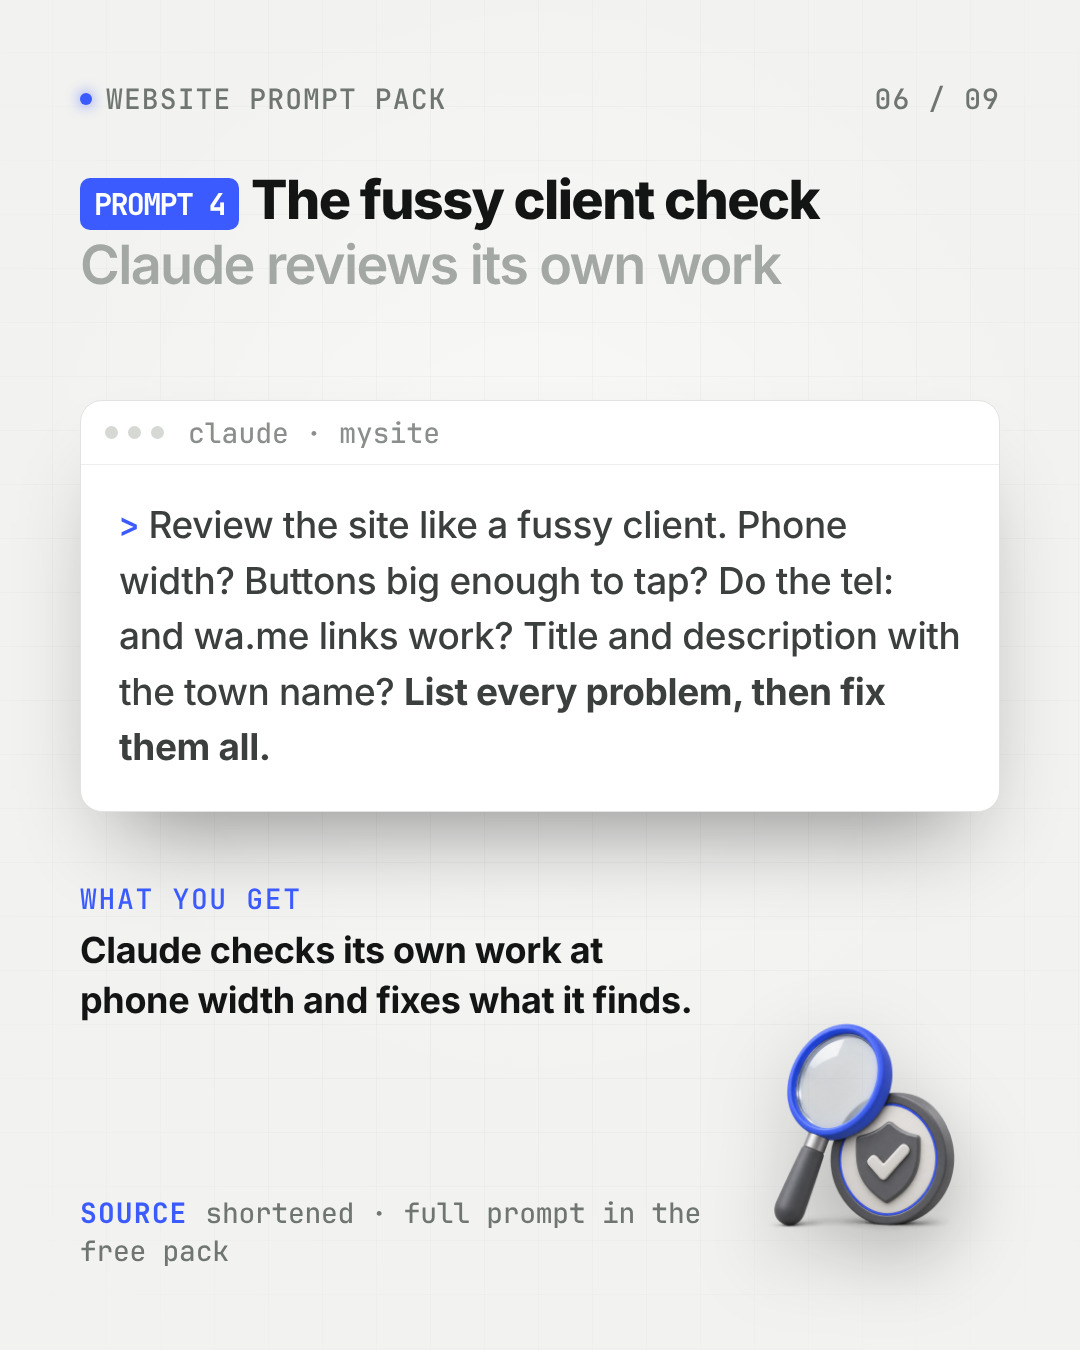 WEBSITE PROMPT PACK
06 / 09
PROMPT 4 The fussy client check
Claude reviews its own work
claude · mysite
> Review the site like a fussy client. Phone
width? Buttons big enough to tap? Do the tel:
and wa.me links work? Title and description with
the town name? List every problem, then fix
them all.
WHAT YOU GET
Claude checks its own work at
phone width and fixes what it finds.
SOURCE shortened · full prompt in the
free pack